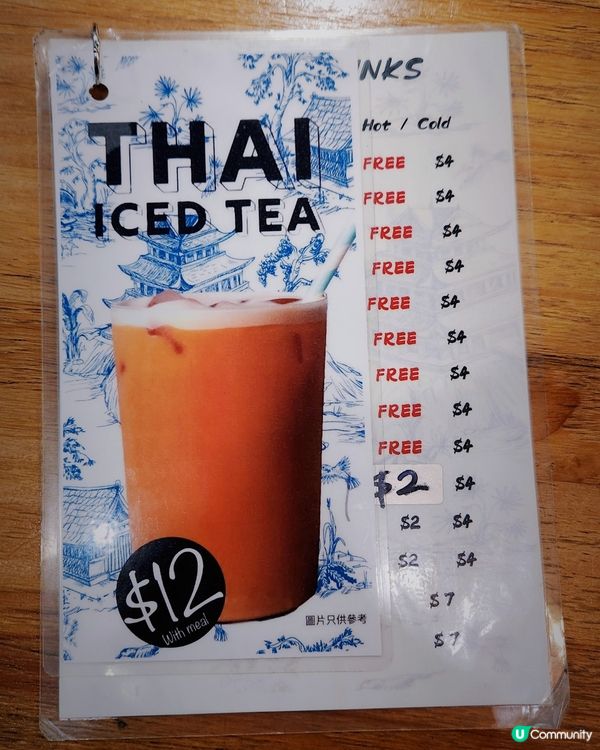 THAI
ICED TEA
$12
With meal
圖片只供參考
INKS
Hot / Cold
FREE $4
FREE $4
FREE $4
FREE $4
FREE $4
FREE $4
FREE $4
FREE $4
FREE $4
$2 $4
$2 $4
$2 $4
$7
$7
U Community